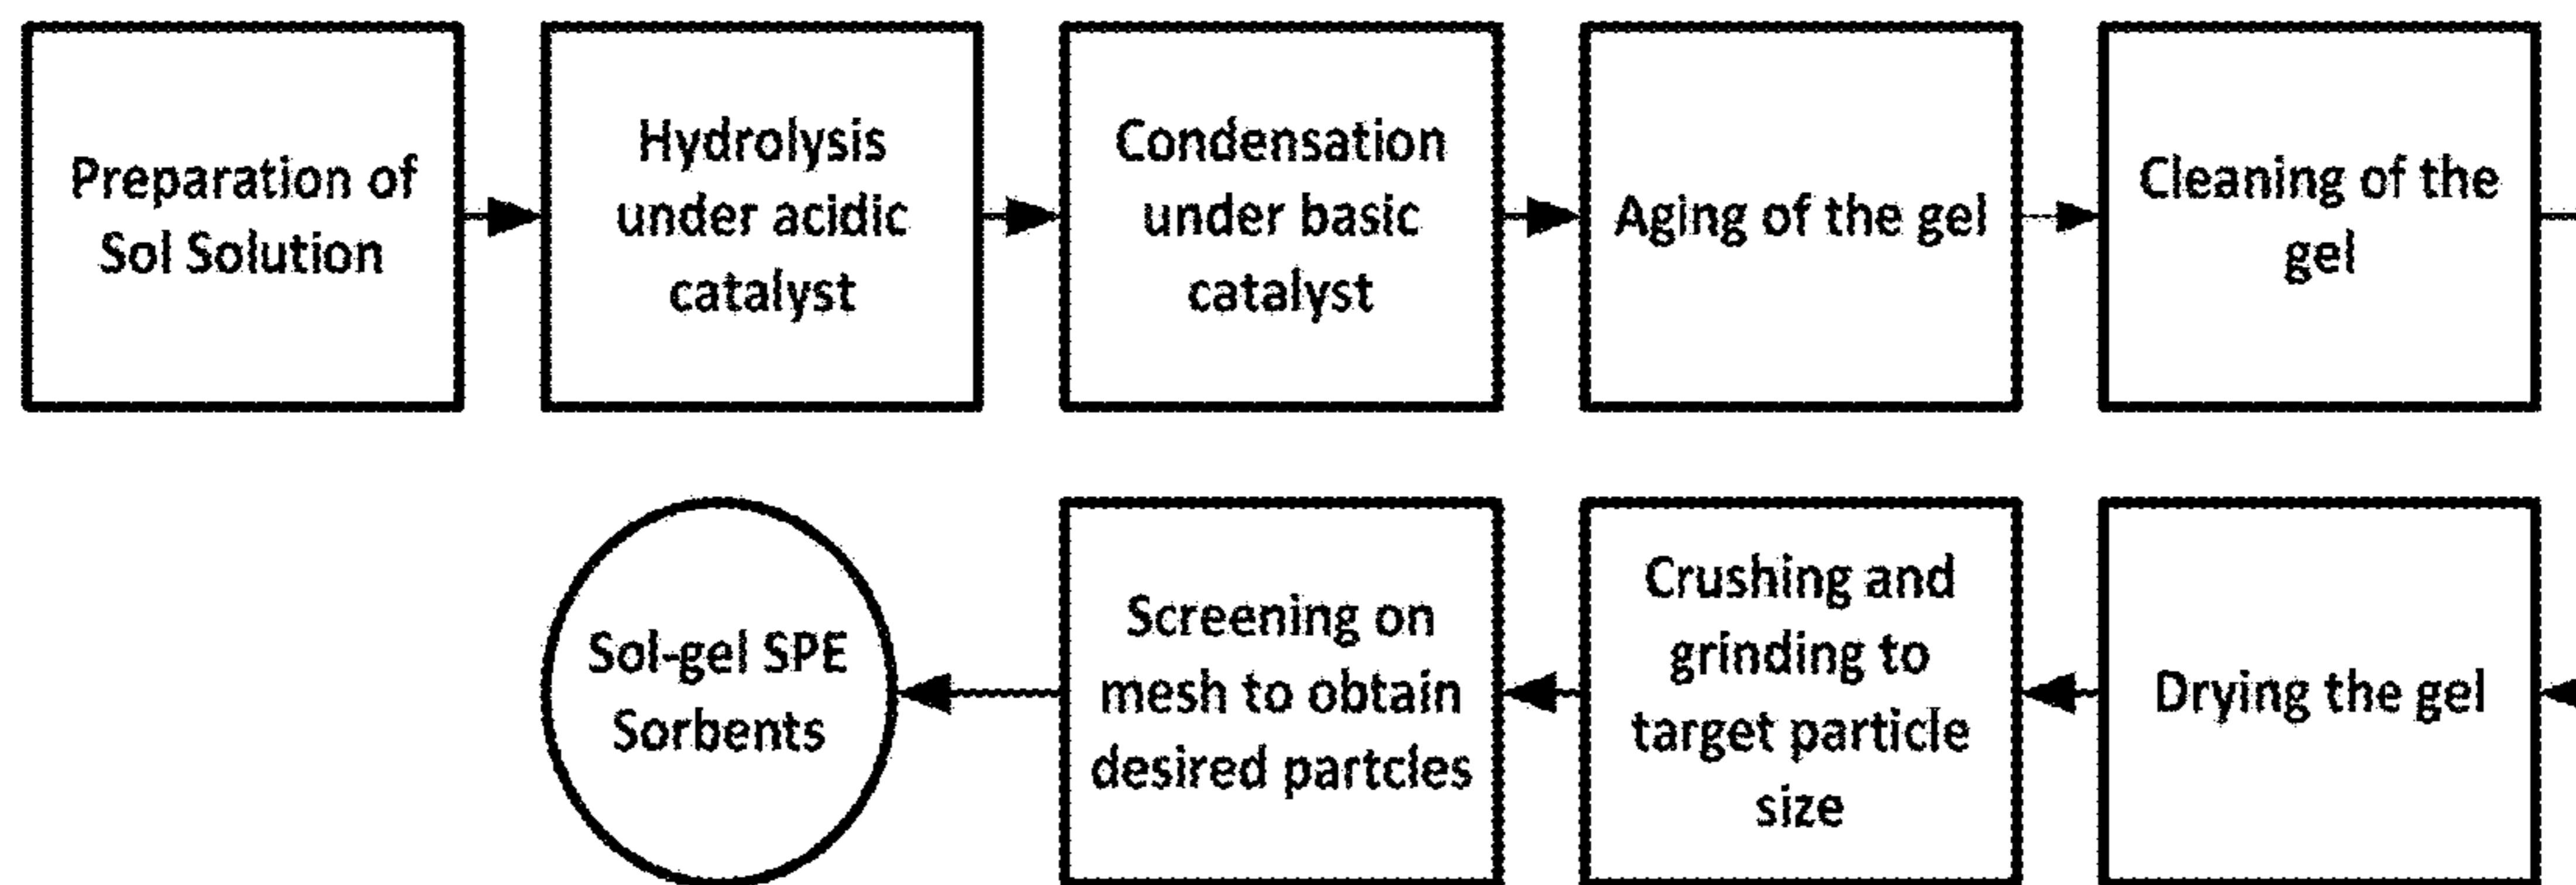 Preparation of
Sol Solution
Hydrolysis
under acidic
catalyst
Condensation
under basic
catalyst
Aging of the gel
Cleaning of the
gel
Drying the gel
Crushing and
grinding to
target particle
size
Screening on
mesh to obtain
desired partcles
Sol-gel SPE
Sorbents